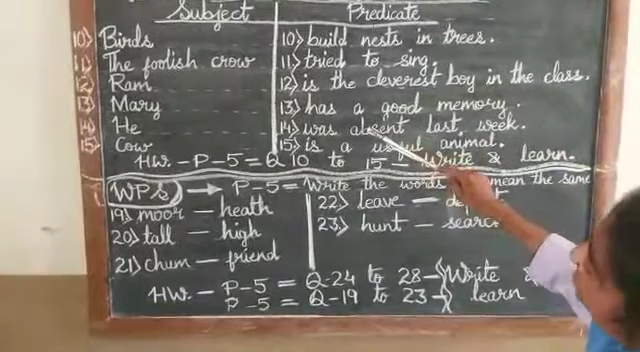 Subject Predicate
10) Birds 10) build nests in trees.
11) The foolish crow 11) tried to sing.
12) Ram 12) is the cleverest boy in the class.
13) Mary 13) has a good memory.
14) He 14) was absent last week.
15) Cow 15) is a useful animal.
HW. - P-5 = Q 10 to 15 - Write & learn.
WPS → P-5 = Write the words mean the same
19) moor — heath 22) leave —
20) tall — high 23) hunt — search
21) chum — friend
HW. - P-5 = Q-24 to 28 - Write &
P-5 = Q-19 to 23 - learn